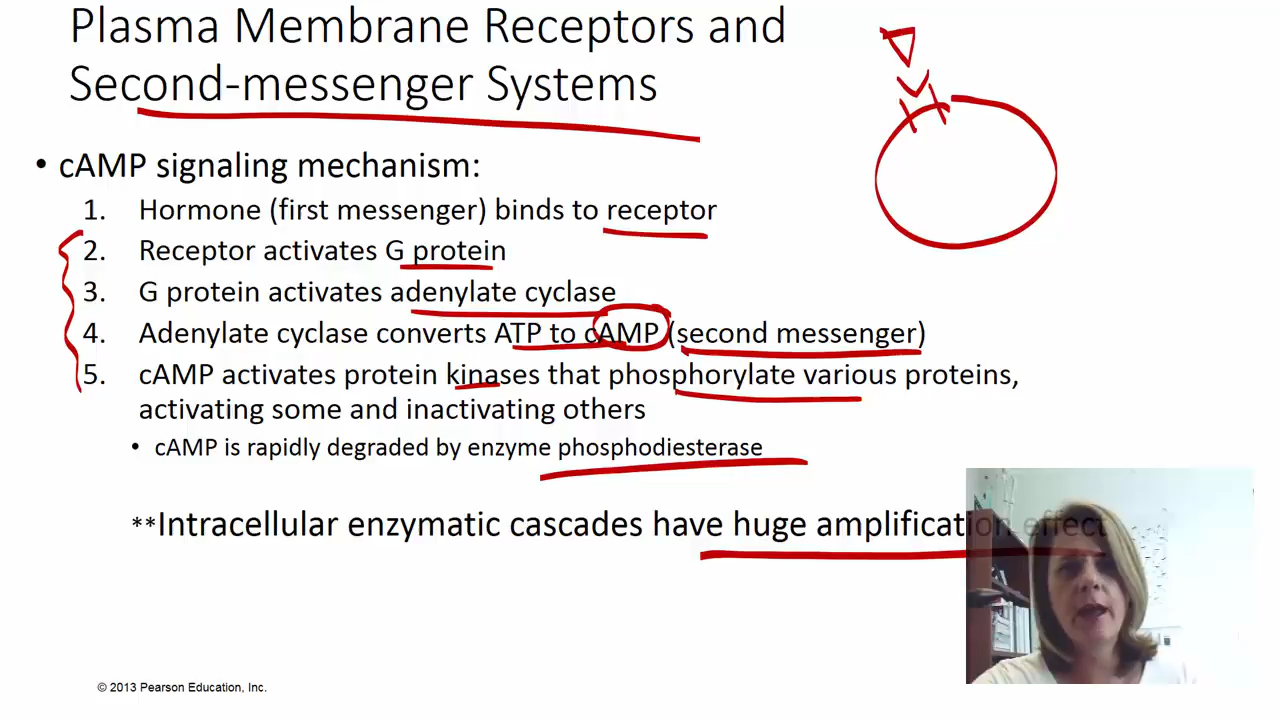 Plasma Membrane Receptors and
Second-messenger Systems
• cAMP signaling mechanism:
1. Hormone (first messenger) binds to receptor
2. Receptor activates G protein
3. G protein activates adenylate cyclase
4. Adenylate cyclase converts ATP to cAMP (second messenger)
5. cAMP activates protein kinases that phosphorylate various proteins,
activating some and inactivating others
• cAMP is rapidly degraded by enzyme phosphodiesterase
**Intracellular enzymatic cascades have huge amplification effect
© 2013 Pearson Education, Inc.